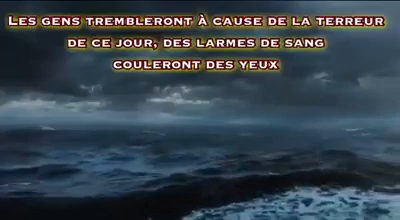 Les gens trembleront à cause de la terreur
de ce jour, des larmes de sang
couleront des yeux